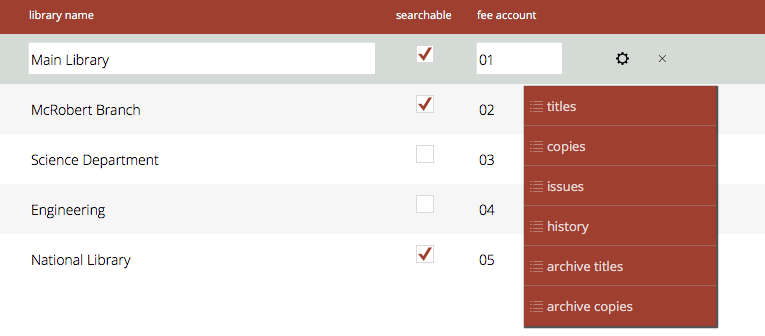 library name searchable fee account
Main Library 01
McRobert Branch 02
titles
copies
Science Department 03
issues
Engineering 04
history
National Library 05
archive titles
archive copies